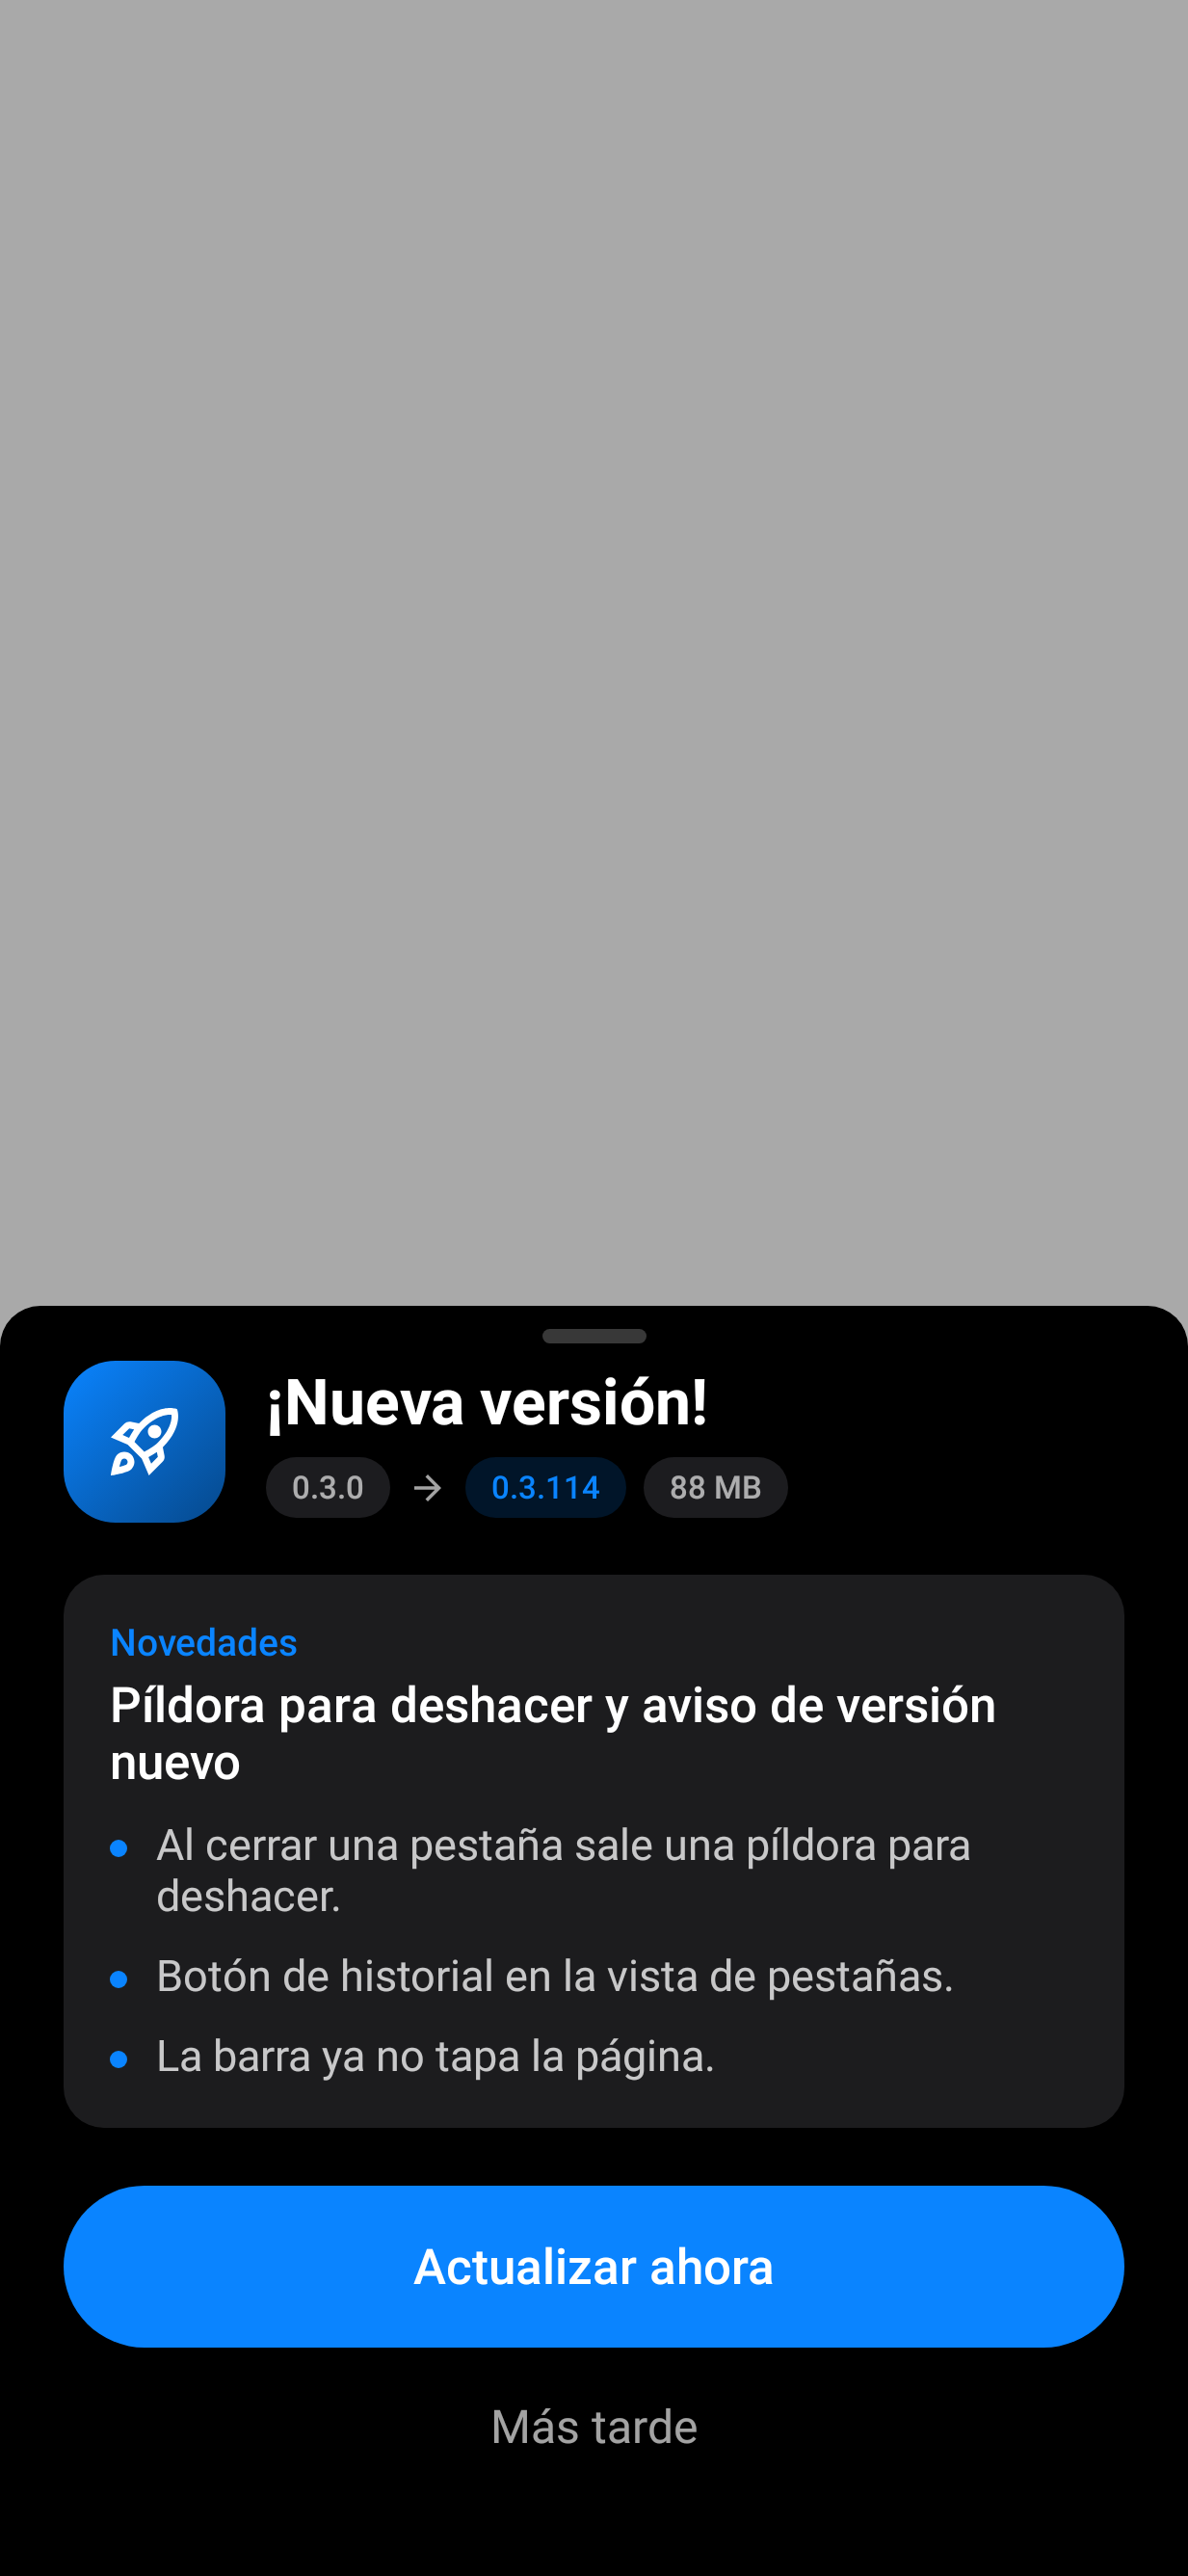 ¡Nueva versión!
0.3.0 → 0.3.114 88 MB
Novedades
Píldora para deshacer y aviso de versión
nuevo
Al cerrar una pestaña sale una píldora para
deshacer.
Botón de historial en la vista de pestañas.
La barra ya no tapa la página.
Actualizar ahora
Más tarde